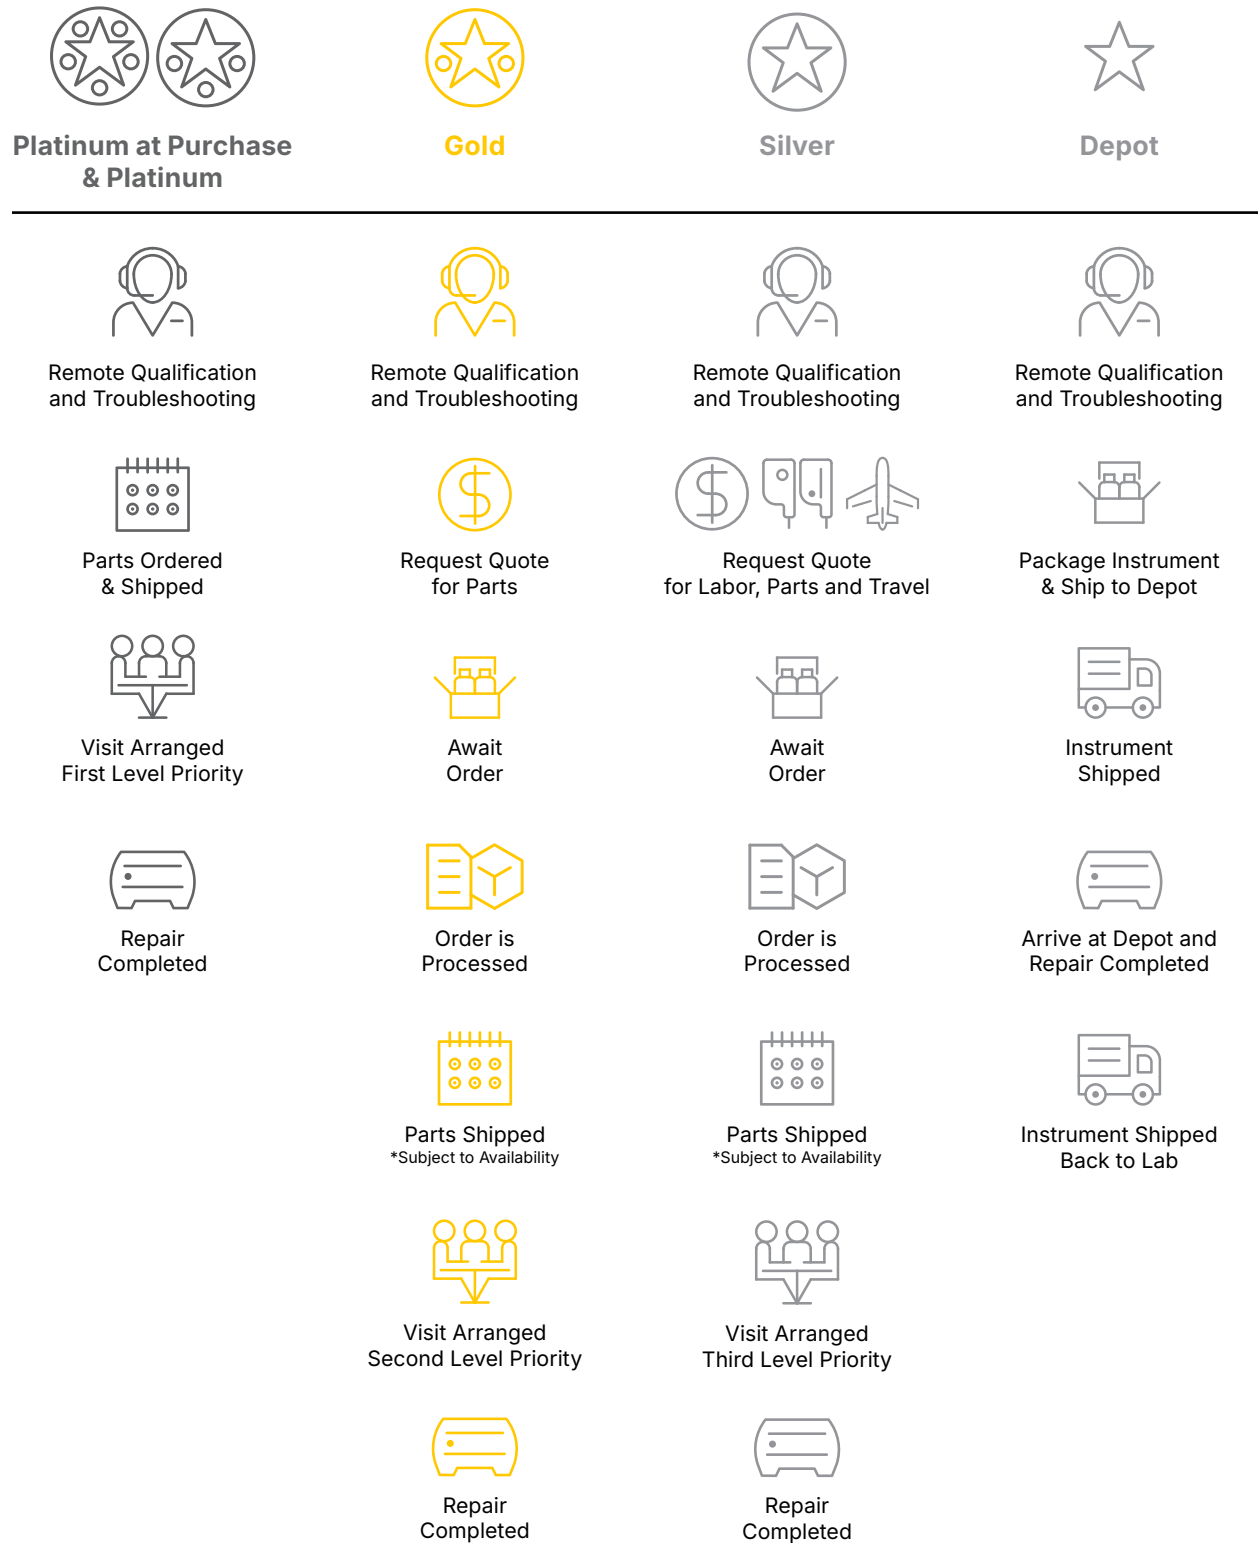 Platinum at Purchase
& Platinum
Gold
Silver
Depot
Remote Qualification
and Troubleshooting
Remote Qualification
and Troubleshooting
Remote Qualification
and Troubleshooting
Remote Qualification
and Troubleshooting
Parts Ordered
& Shipped
Request Quote
for Parts
Request Quote
for Labor, Parts and Travel
Package Instrument
& Ship to Depot
Visit Arranged
First Level Priority
Await
Order
Await
Order
Instrument
Shipped
Repair
Completed
Order is
Processed
Order is
Processed
Arrive at Depot and
Repair Completed
Parts Shipped
*Subject to Availability
Parts Shipped
*Subject to Availability
Instrument Shipped
Back to Lab
Visit Arranged
Second Level Priority
Visit Arranged
Third Level Priority
Repair
Completed
Repair
Completed